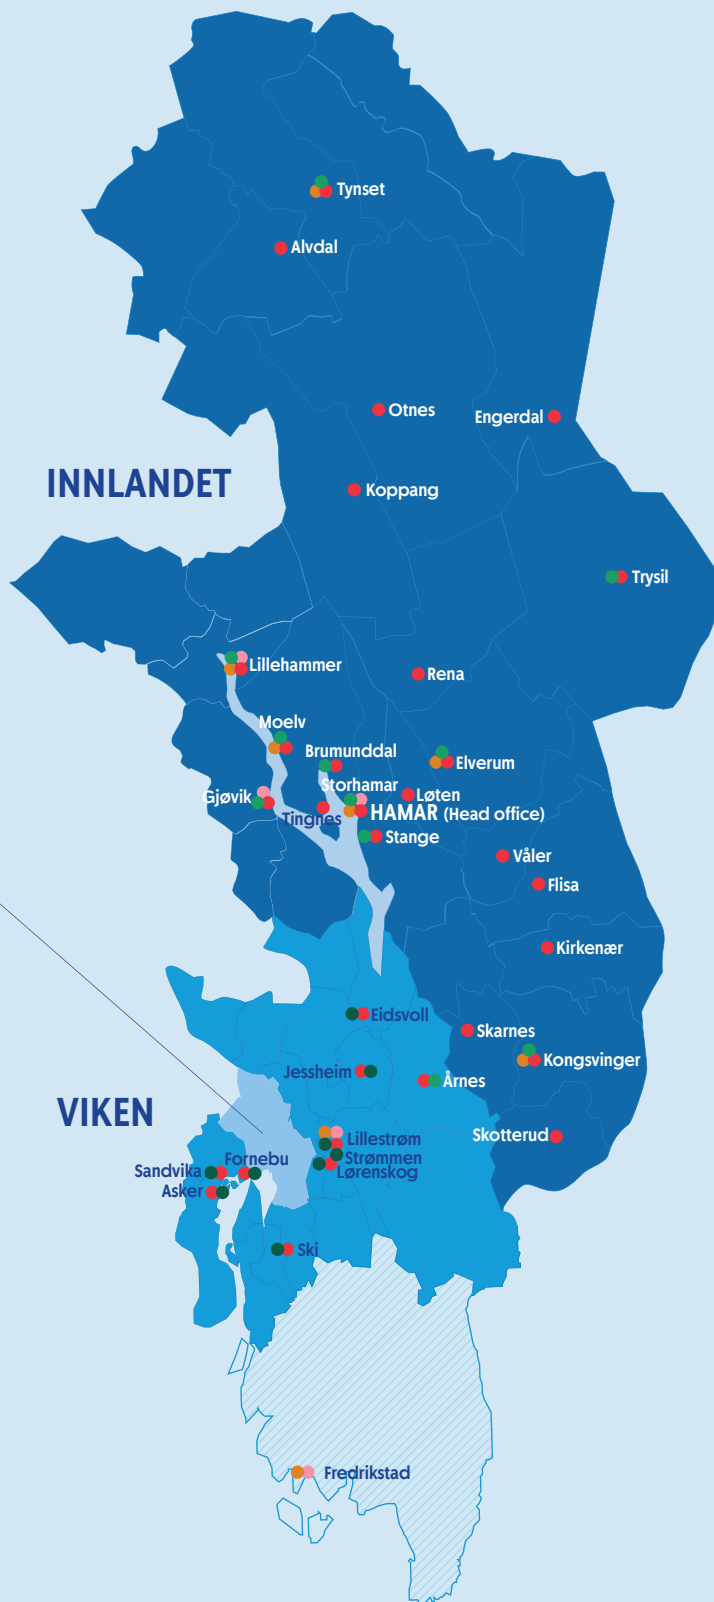 Tynset
Alvdal
Otnes
Engerdal
INNLANDET
Koppang
Trysil
Lillehammer
Rena
Moelv
Brumunddal
Elverum
Storhamar
Gjøvik
Løten
HAMAR (Head office)
Tingnes
Stange
Våler
Flisa
Kirkenær
Eidsvoll
Skarnes
Kongsvinger
Jessheim
Årnes
VIKEN
Lillestrøm
Skotterud
Strømmen
Fornebu
Lørenskog
Sandvika
Asker
Ski
Fredrikstad